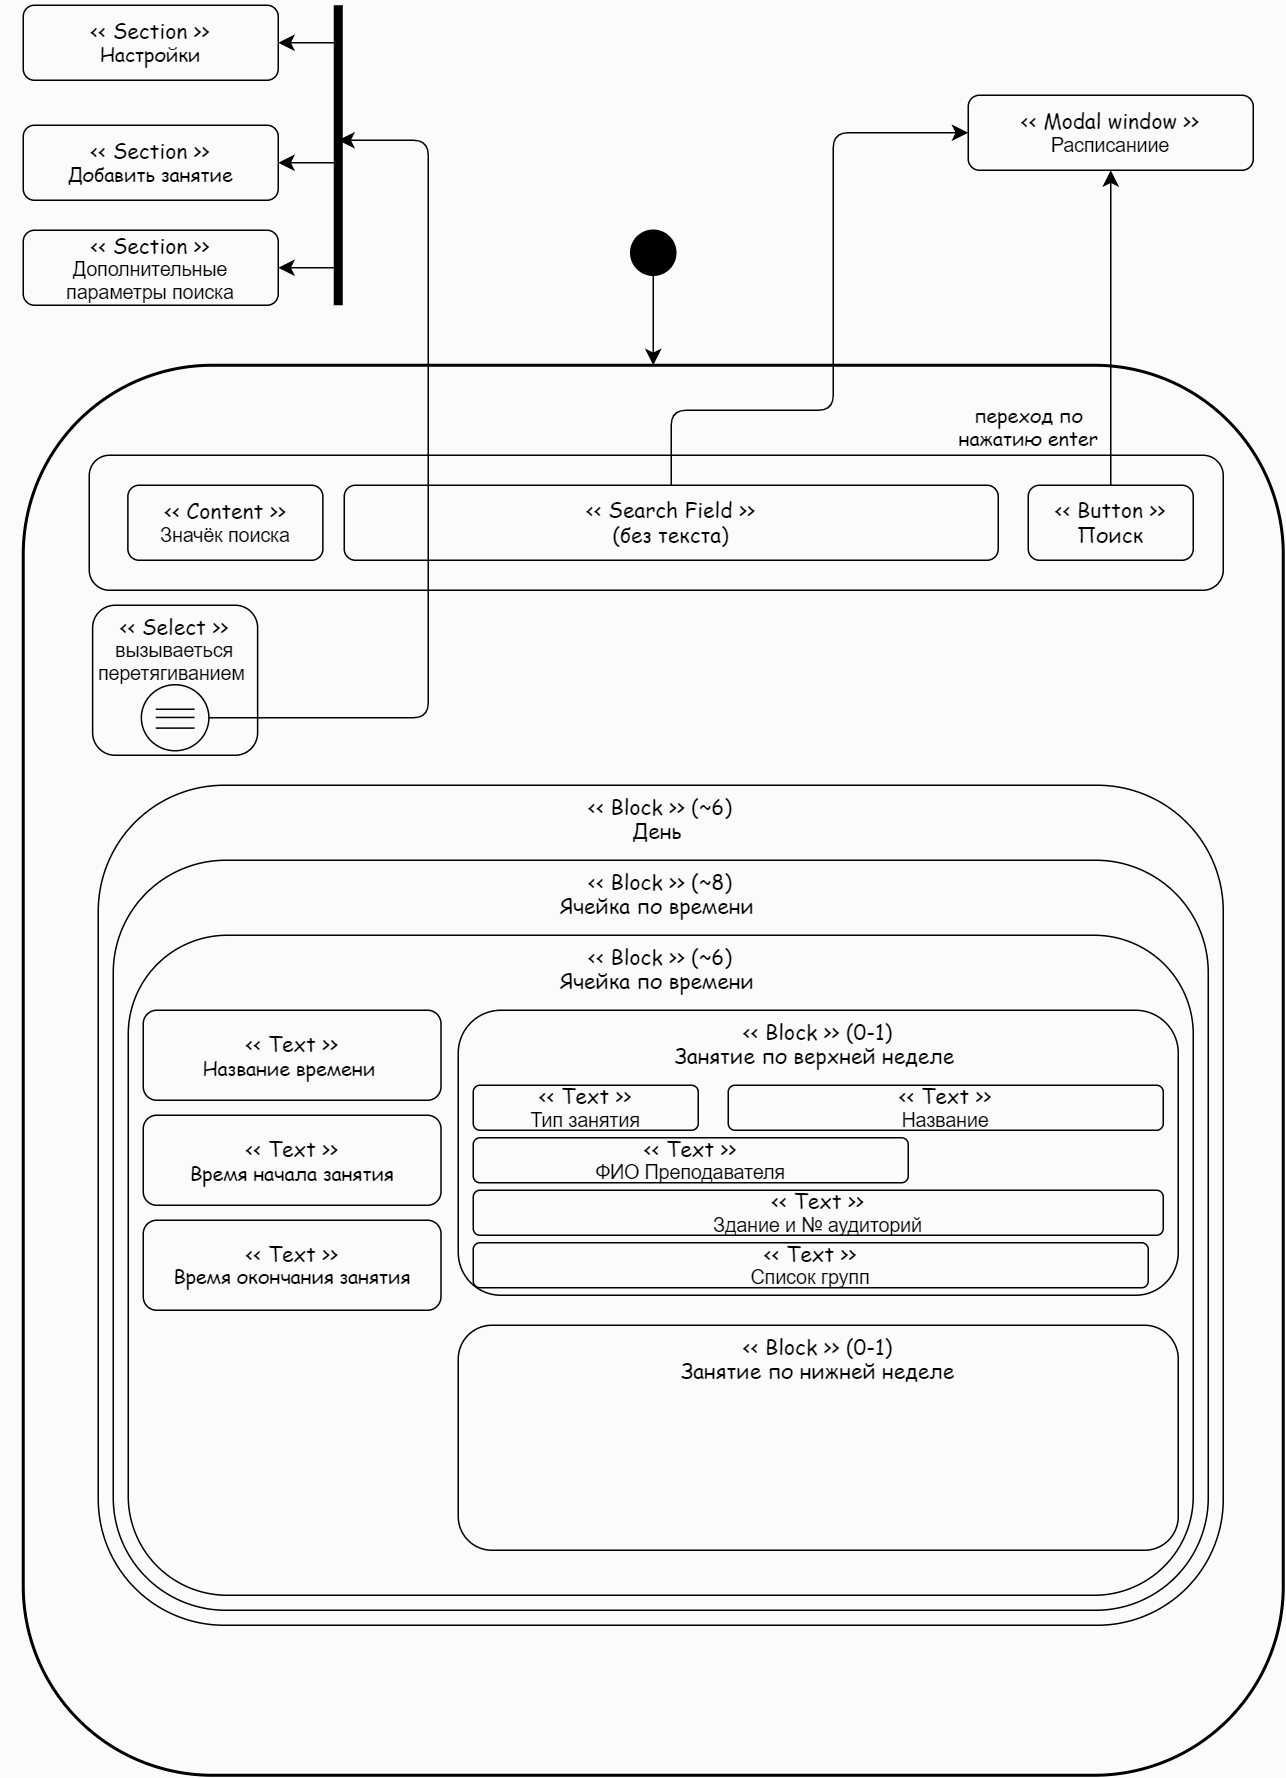 ‹‹ Section ››
Настройки
‹‹ Section ››
Добавить занятие
‹‹ Section ››
Дополнительные
параметры поиска
‹‹ Modal window ››
Расписаниие
переход по
нажатию enter
‹‹ Content ››
Значёк поиска
‹‹ Search Field ››
(без текста)
‹‹ Button ››
Поиск
‹‹ Select ››
вызываеться
перетягиванием
‹‹ Block ›› (~6)
День
‹‹ Block ›› (~8)
Ячейка по времени
‹‹ Block ›› (~6)
Ячейка по времени
‹‹ Text ››
Название времени
‹‹ Text ››
Время начала занятия
‹‹ Text ››
Время окончания занятия
‹‹ Block ›› (0-1)
Занятие по верхней неделе
‹‹ Text ››
Тип занятия
‹‹ Text ››
Название
‹‹ Text ››
ФИО Преподавателя
‹‹ Text ››
Здание и № аудиторий
‹‹ Text ››
Список групп
‹‹ Block ›› (0-1)
Занятие по нижней неделе